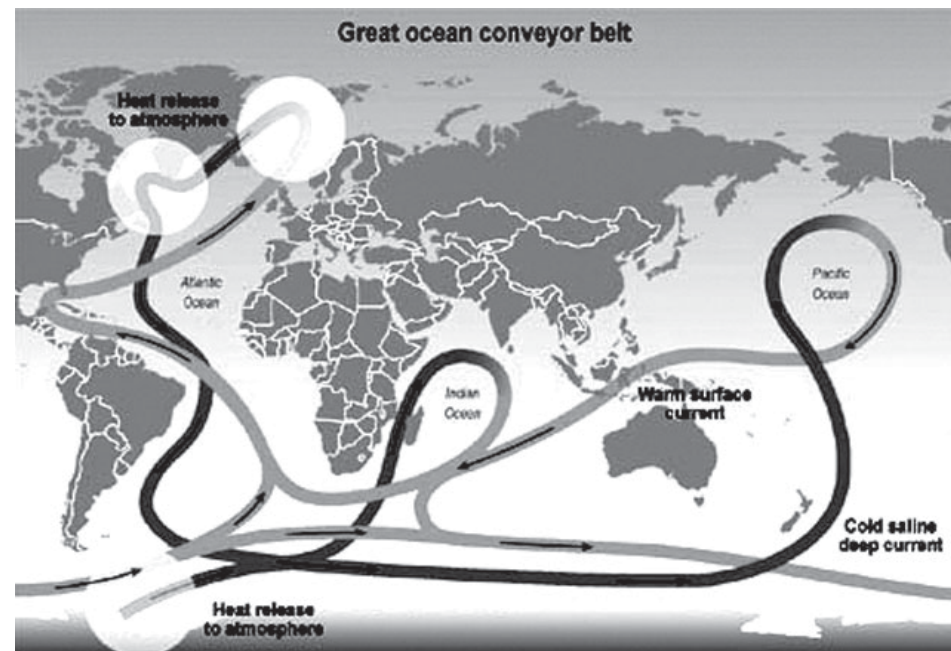 Great ocean conveyor belt
Heat release
to atmosphere
Atlantic
Ocean
Pacific
Ocean
Indian
Ocean
Warm surface
current
Cold saline
deep current
Heat release
to atmosphere